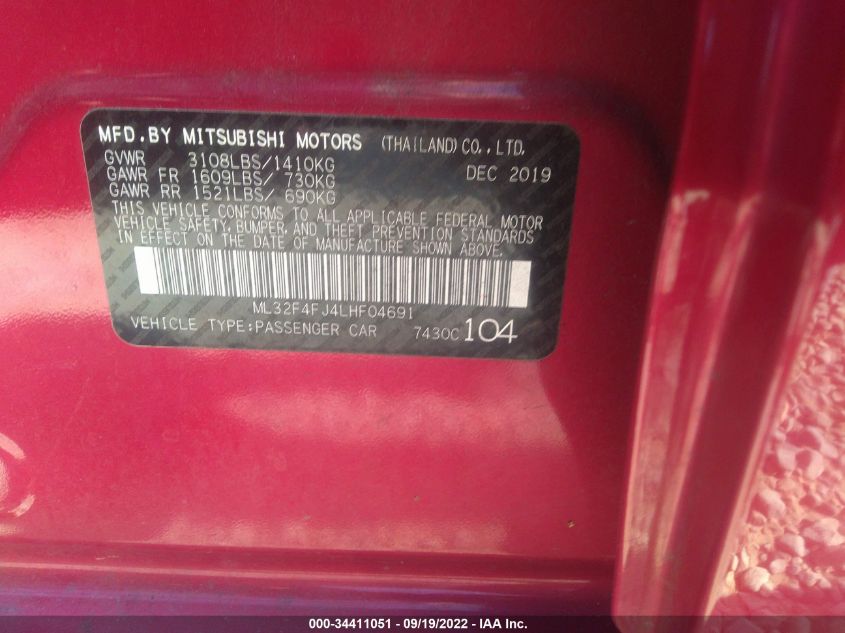 MFD.BY MITSUBISHI MOTORS (THAILAND) CO.,LTD.
GVWR 3108LBS/1410KG DEC 2019
GAWR FR 1609LBS/ 730KG
GAWR RR 1521LBS/ 690KG
THIS VEHICLE CONFORMS TO ALL APPLICABLE FEDERAL MOTOR
VEHICLE SAFETY, BUMPER, AND THEFT PREVENTION STANDARDS
IN EFFECT ON THE DATE OF MANUFACTURE SHOWN ABOVE.
ML32F4FJ4LHF04691
VEHICLE TYPE:PASSENGER CAR 7430C 104
000-34411051 - 09/19/2022 - IAA Inc.